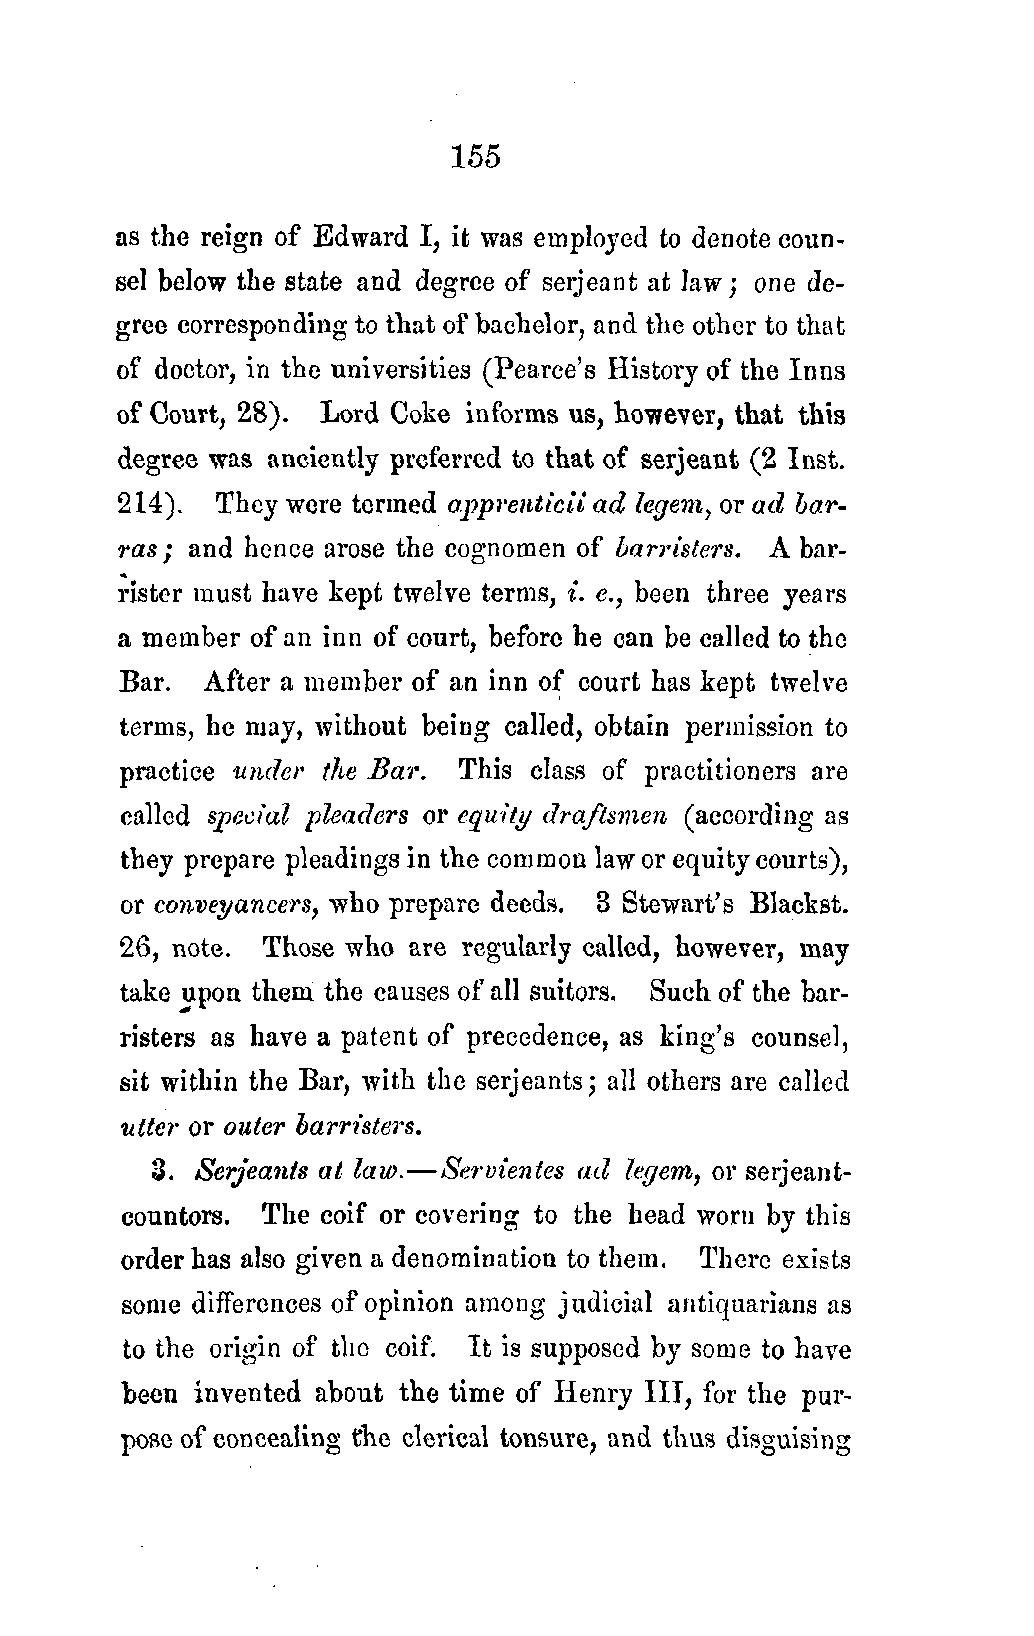 155
as the reign of Edward I, it was employed to denote coun-
sel below the state and degree of serjeant at law; one de-
gree corresponding to that of bachelor, and the other to that
of doctor, in the universities (Pearce's History of the Inns
of Court, 28). Lord Coke informs us, however, that this
degree was anciently preferred to that of serjeant (2 Inst.
214). They were termed apprenticii ad legem, or ad bar-
ras; and hence arose the cognomen of barristers. A bar-
rister must have kept twelve terms, i. e., been three years
a member of an inn of court, before he can be called to the
Bar. After a member of an inn of court has kept twelve
terms, he may, without being called, obtain permission to
practice under the Bar. This class of practitioners are
called special pleaders or equity draftsmen (according as
they prepare pleadings in the common law or equity courts),
or conveyancers, who prepare deeds. 3 Stewart's Blackst.
26, note. Those who are regularly called, however, may
take upon them the causes of all suitors. Such of the bar-
risters as have a patent of precedence, as king's counsel,
sit within the Bar, with the serjeants; all others are called
utter or outer barristers.
3. Serjeants at law.—Servientes ad legem, or serjeant-
countors. The coif or covering to the head worn by this
order has also given a denomination to them. There exists
some differences of opinion among judicial antiquarians as
to the origin of the coif. It is supposed by some to have
been invented about the time of Henry III, for the pur-
pose of concealing the clerical tonsure, and thus disguising